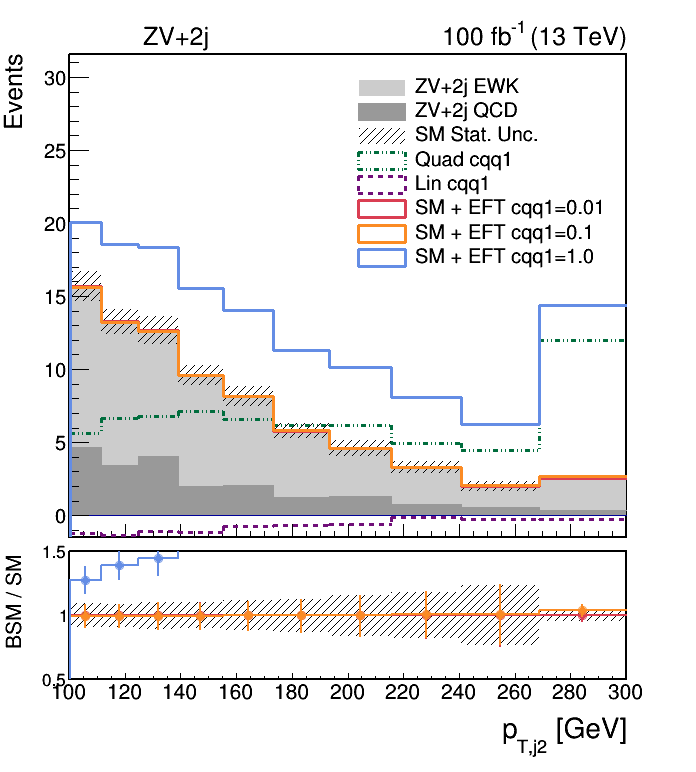 ZV+2j
100 fb⁻¹ (13 TeV)
Events
30
25
20
15
10
5
0
ZV+2j EWK
ZV+2j QCD
SM Stat. Unc.
Quad cqq1
Lin cqq1
SM + EFT cqq1=0.01
SM + EFT cqq1=0.1
SM + EFT cqq1=1.0
BSM / SM
1.5
1
0.5
100 120 140 160 180 200 220 240 260 280 300
p_T,j2 [GeV]